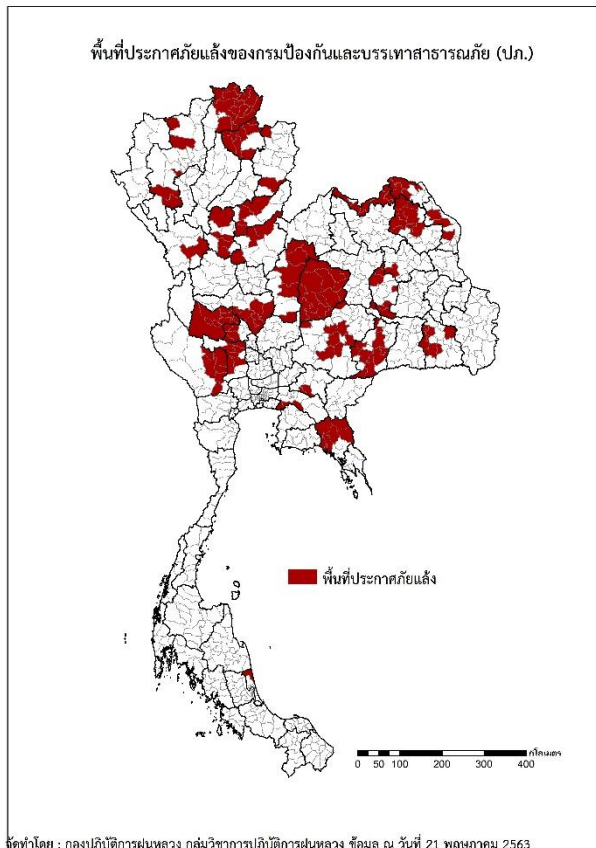 พื้นที่ประกาศภัยแล้งของกรมป้องกันและบรรเทาสาธารณภัย (ปภ.)
พื้นที่ประกาศภัยแล้ง
กิโลเมตร
0 50 100 200 300 400
จัดทำโดย : กองปฏิบัติการฝนหลวง กลุ่มวิชาการปฏิบัติการฝนหลวง ข้อมูล ณ วันที่ 21 พฤษภาคม 2563